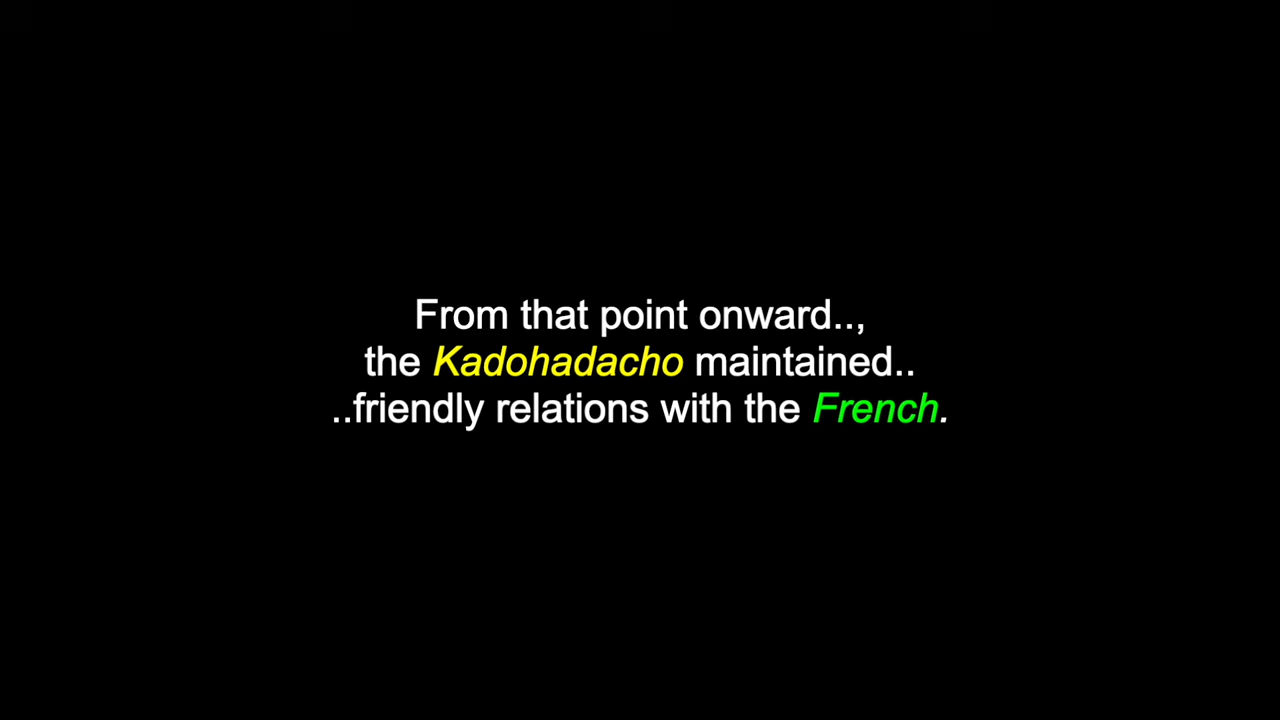 From that point onward..,
the Kadohadacho maintained..
..friendly relations with the French.